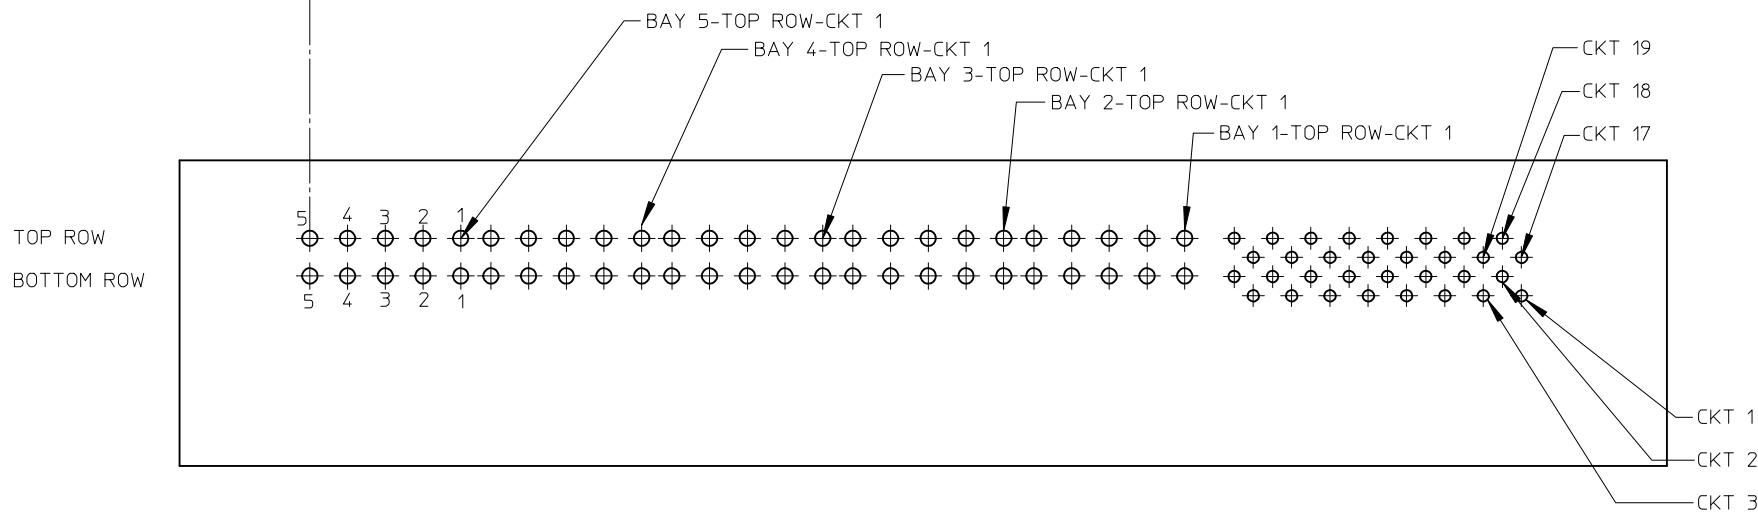 BAY 5-TOP ROW-CKT 1
BAY 4-TOP ROW-CKT 1
CKT 19
BAY 3-TOP ROW-CKT 1
CKT 18
BAY 2-TOP ROW-CKT 1
BAY 1-TOP ROW-CKT 1
CKT 17
5 4 3 2 1
TOP ROW
BOTTOM ROW
5 4 3 2 1
CKT 1
CKT 2
CKT 3